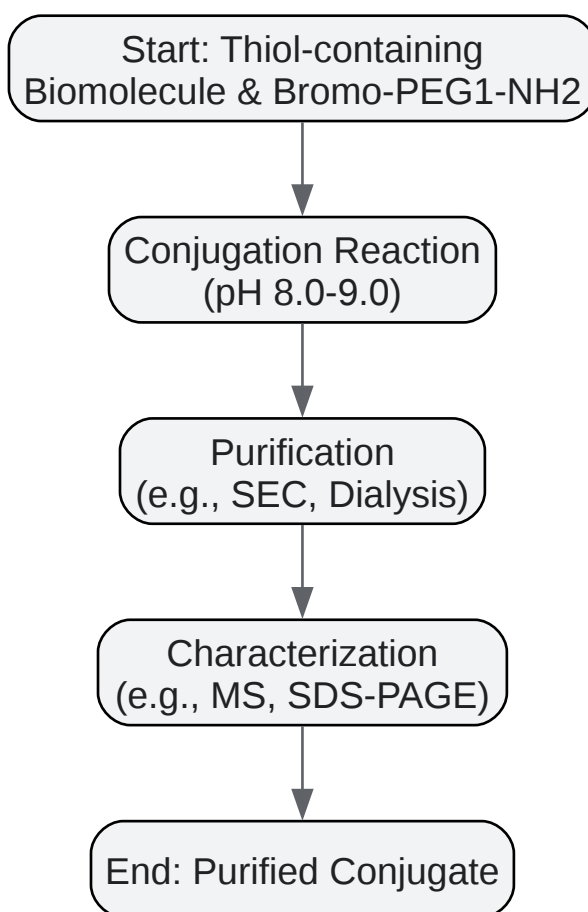 Start: Thiol-containing
Biomolecule & Bromo-PEG1-NH2
Conjugation Reaction
(pH 8.0-9.0)
Purification
(e.g., SEC, Dialysis)
Characterization
(e.g., MS, SDS-PAGE)
End: Purified Conjugate